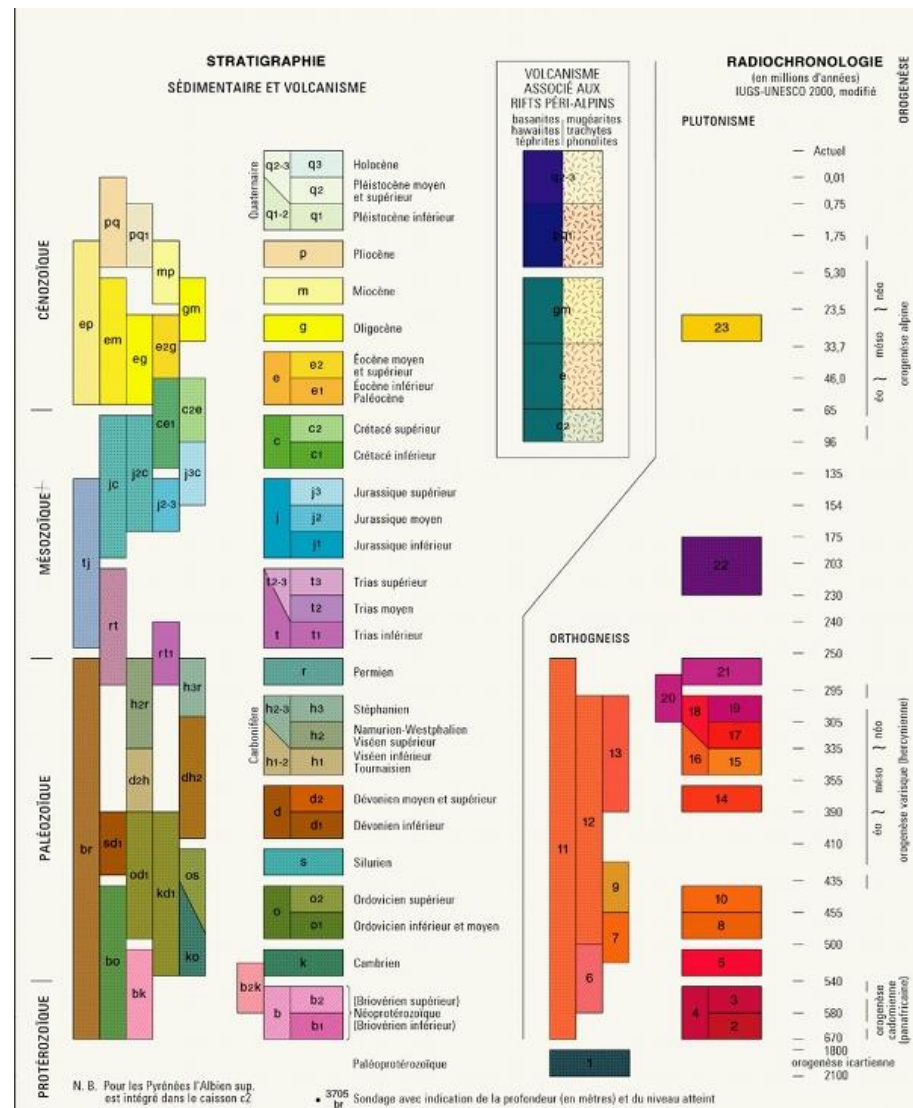 STRATIGRAPHIE
SÉDIMENTAIRE ET VOLCANISME
VOLCANISME
ASSOCIÉ AUX
RIFTS PÉRI-ALPINS
basanites mugéarites
hawaiites trachytes
téphrites phonolites
RADIOCHRONOLOGIE
(en millions d'années)
IUGS-UNESCO 2000, modifié
PLUTONISME
OROGENÈSE
CÉNOZOÏQUE
MÉSOZOÏQUE
PALÉOZOÏQUE
PROTÉROZOÏQUE
pq
pq1
mp
ep
em
gm
eg
e2g
c2e
ce1
jc
j2c
j3c
j2-3
tj
rt
rt1
h2r
h3r
d2h
dh2
br
sd1
od1
kd1
os
bo
ko
bk
Quaternaire
q2-3 q3 Holocène
q2 Pléistocène moyen
et supérieur
q1-2 q1 Pléistocène inférieur
p Pliocène
m Miocène
g Oligocène
e e2 Éocène moyen
et supérieur
e1 Éocène inférieur
Paléocène
c c2 Crétacé supérieur
c1 Crétacé inférieur
j j3 Jurassique supérieur
j2 Jurassique moyen
j1 Jurassique inférieur
t2-3 t3 Trias supérieur
t2 Trias moyen
t t1 Trias inférieur
r Permien
Carbonifère
h2-3 h3 Stéphanien
h2 Namurien-Westphalien
Viséen supérieur
h1-2 h1 Viséen inférieur
Tournaisien
d d2 Dévonien moyen et supérieur
d1 Dévonien inférieur
s Silurien
o o2 Ordovicien supérieur
o1 Ordovicien inférieur et moyen
k Cambrien
b2k
b b2 (Briovérien supérieur)
Néoprotérozoïque
b1 (Briovérien inférieur)
Paléoprotérozoïque
q2-3
pq1
gm
e
c2
ORTHOGNEISS
11
12
13
9
7
6
1
23
22
21
20
18
19
17
16
15
14
10
8
5
4
3
2
Actuel
0,01
0,75
1,75
5,30
23,5
33,7
46,0
65
96
135
154
175
203
230
240
250
295
305
335
355
390
410
435
455
500
540
580
670
1800
orogenèse icartienne
2100
éo ~ méso ~ néo
orogenèse alpine
éo ~ méso ~ néo
orogenèse varisque (hercynienne)
orogenèse
cadomienne
(panafricaine)
N. B. Pour les Pyrénées l'Albien sup.
est intégré dans le caisson c2
• 3705
br
Sondage avec indication de la profondeur (en mètres) et du niveau atteint